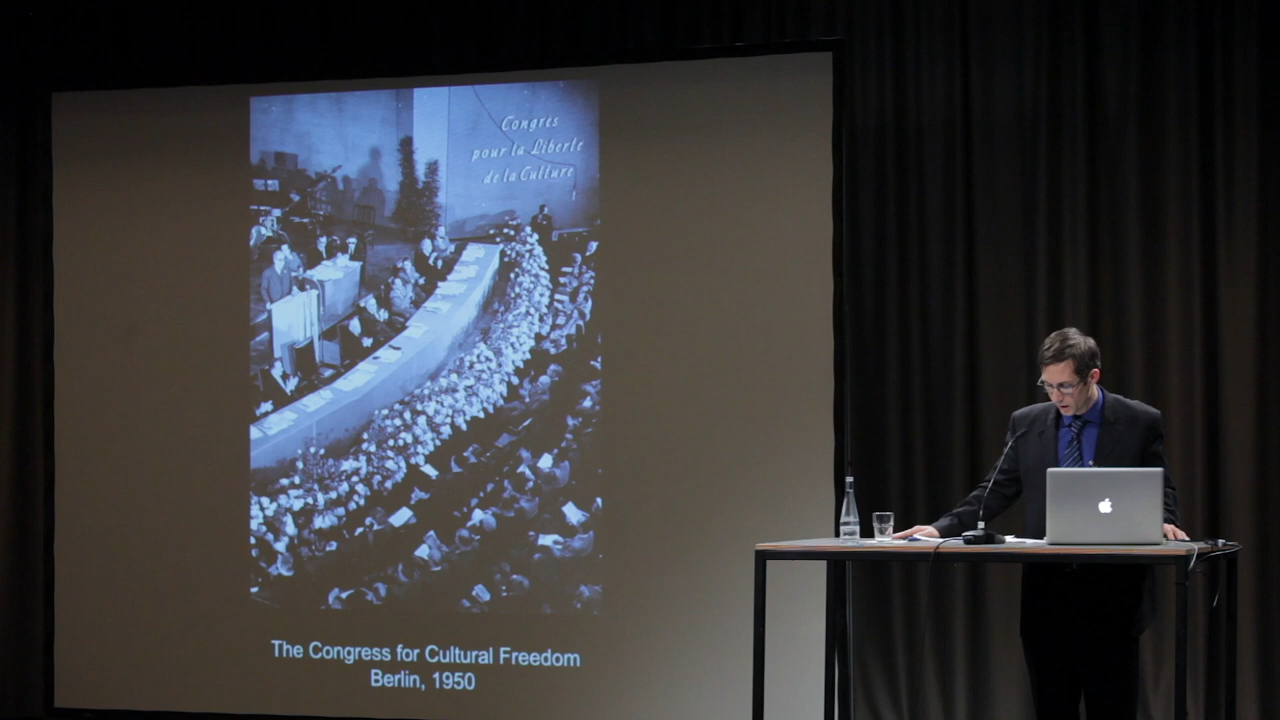 Congres
pour la Liberte
de la Culture
The Congress for Cultural Freedom
Berlin, 1950